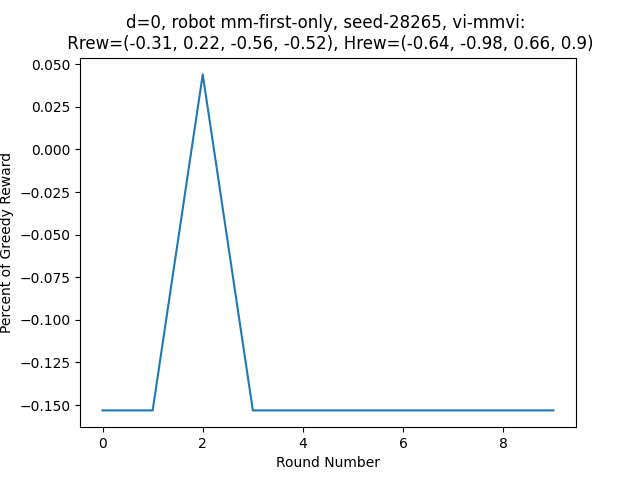 d=0, robot mm-first-only, seed-28265, vi-mmvi:
Rrew=(-0.31, 0.22, -0.56, -0.52), Hrew=(-0.64, -0.98, 0.66, 0.9)
0.050
0.025
0.000
−0.025
−0.050
−0.075
−0.100
−0.125
−0.150
Percent of Greedy Reward
0 2 4 6 8
Round Number